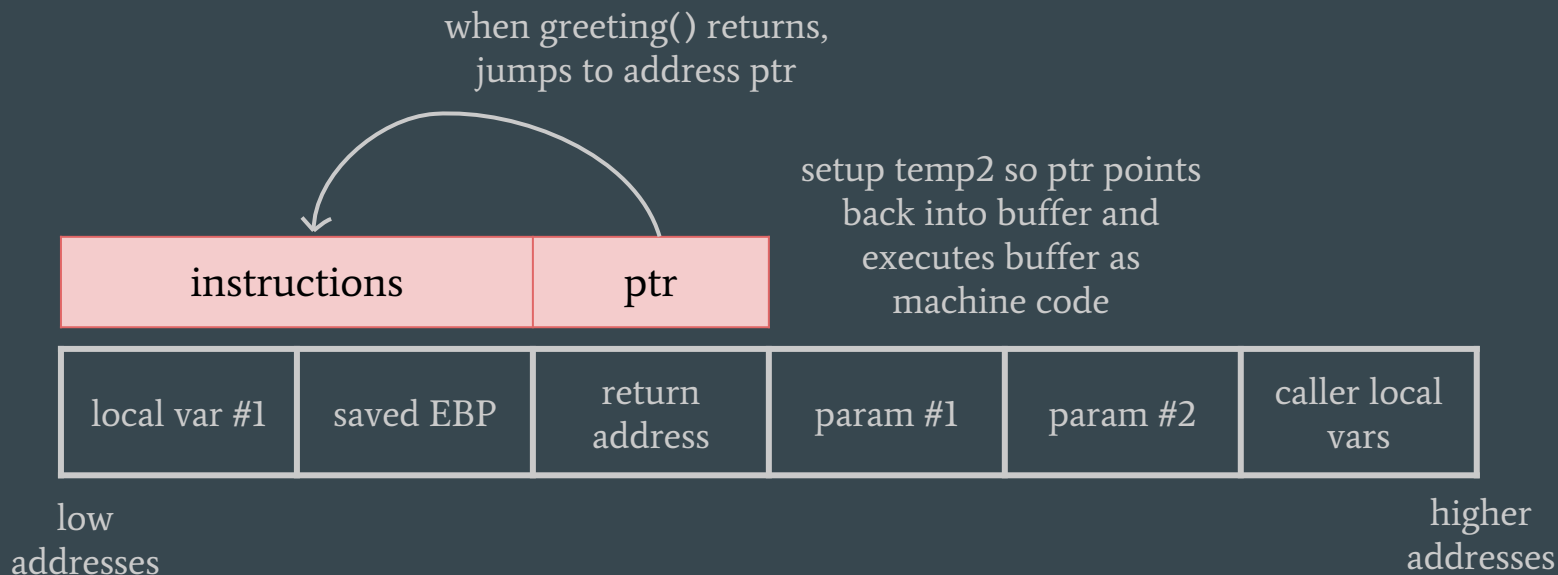 when greeting() returns,
jumps to address ptr
setup temp2 so ptr points
back into buffer and
executes buffer as
machine code
instructions
ptr
local var #1
saved EBP
return
address
param #1
param #2
caller local
vars
low
addresses
higher
addresses